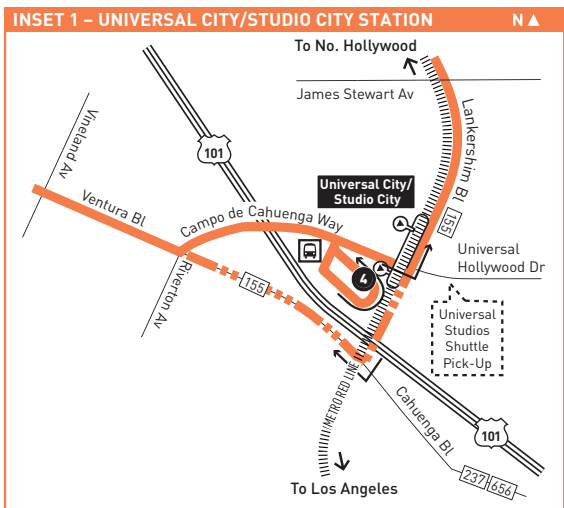 INSET 1 – UNIVERSAL CITY/STUDIO CITY STATION
N
To No. Hollywood
James Stewart Av
Vineland Av
101
Lankershim Bl
Universal City/
Studio City
155
Ventura Bl
Campo de Cahuenga Way
Universal
Hollywood Dr
4
Riverton Av
155
Universal
Studios
Shuttle
Pick-Up
METRO RED LINE
Cahuenga Bl
101
237
656
To Los Angeles